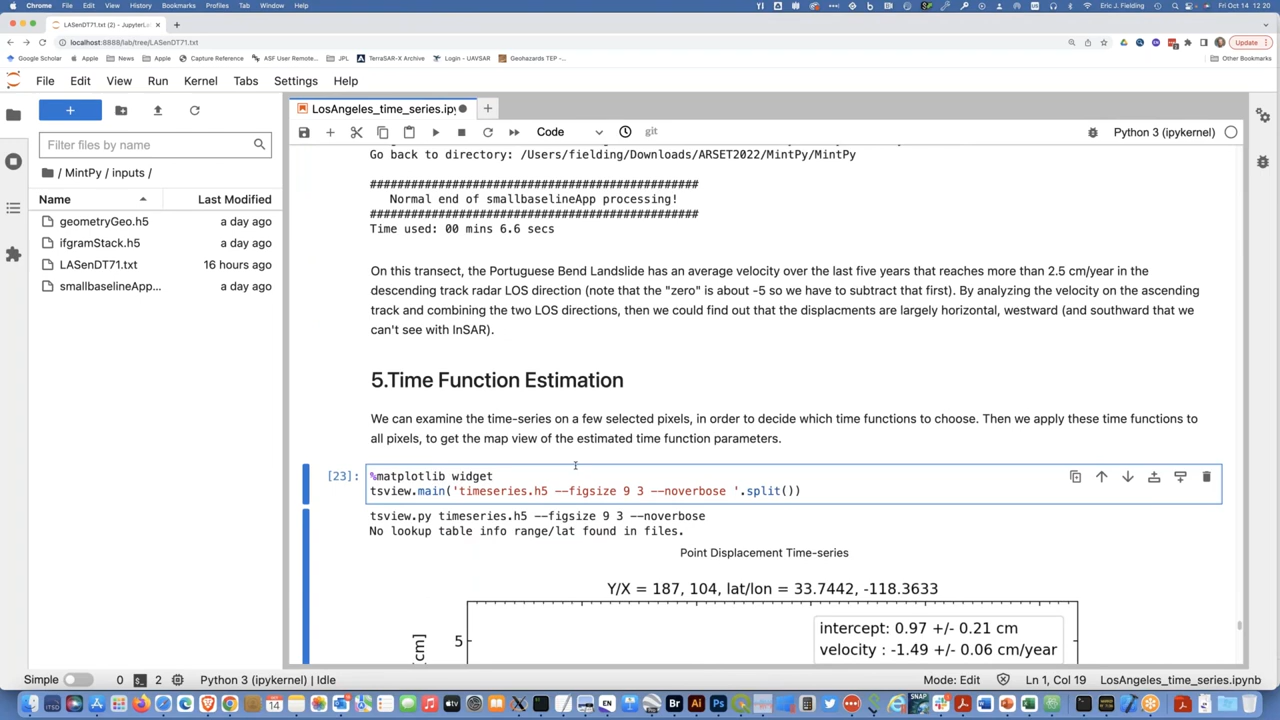 Chrome File Edit View History Bookmarks Profiles Tab Window Help
Eric J. Fielding Fri Oct 14 12 20
LASenDT71.txt (2) - JupyterLa
localhost:8888/lab/tree/LASenDT71.txt
Update
Google Scholar Apple News Apple Capture Reference ASF User Remote... JPL TerraSAR-X Archive Login - UAVSAR Geohazards TEP -...
Other Bookmarks
File Edit View Run Kernel Tabs Settings Help
LosAngeles_time_series.ipy
Filter files by name
Code
git
Python 3 (ipykernel)
/ MintPy / inputs /
Name Last Modified
geometryGeo.h5 a day ago
ifgramStack.h5 a day ago
LASenDT71.txt 16 hours ago
smallbaselineApp... a day ago
Go back to directory: /Users/fielding/Downloads/ARSET2022/MintPy/MintPy
################################################
Normal end of smallbaselineApp processing!
################################################
Time used: 00 mins 6.6 secs
On this transect, the Portuguese Bend Landslide has an average velocity over the last five years that reaches more than 2.5 cm/year in the
descending track radar LOS direction (note that the "zero" is about -5 so we have to subtract that first). By analyzing the velocity on the ascending
track and combining the two LOS directions, then we could find out that the displacments are largely horizontal, westward (and southward that we
can't see with InSAR).
5.Time Function Estimation
We can examine the time-series on a few selected pixels, in order to decide which time functions to choose. Then we apply these time functions to
all pixels, to get the map view of the estimated time function parameters.
[23]:
%matplotlib widget
tsview.main('timeseries.h5 --figsize 9 3 --noverbose '.split())
tsview.py timeseries.h5 --figsize 9 3 --noverbose
No lookup table info range/lat found in files.
Point Displacement Time-series
Y/X = 187, 104, lat/lon = 33.7442, -118.3633
intercept: 0.97 +/- 0.21 cm
velocity : -1.49 +/- 0.06 cm/year
5
[cm]
Simple 0 2 Python 3 (ipykernel) | Idle
Mode: Edit Ln 1, Col 19 LosAngeles_time_series.ipynb